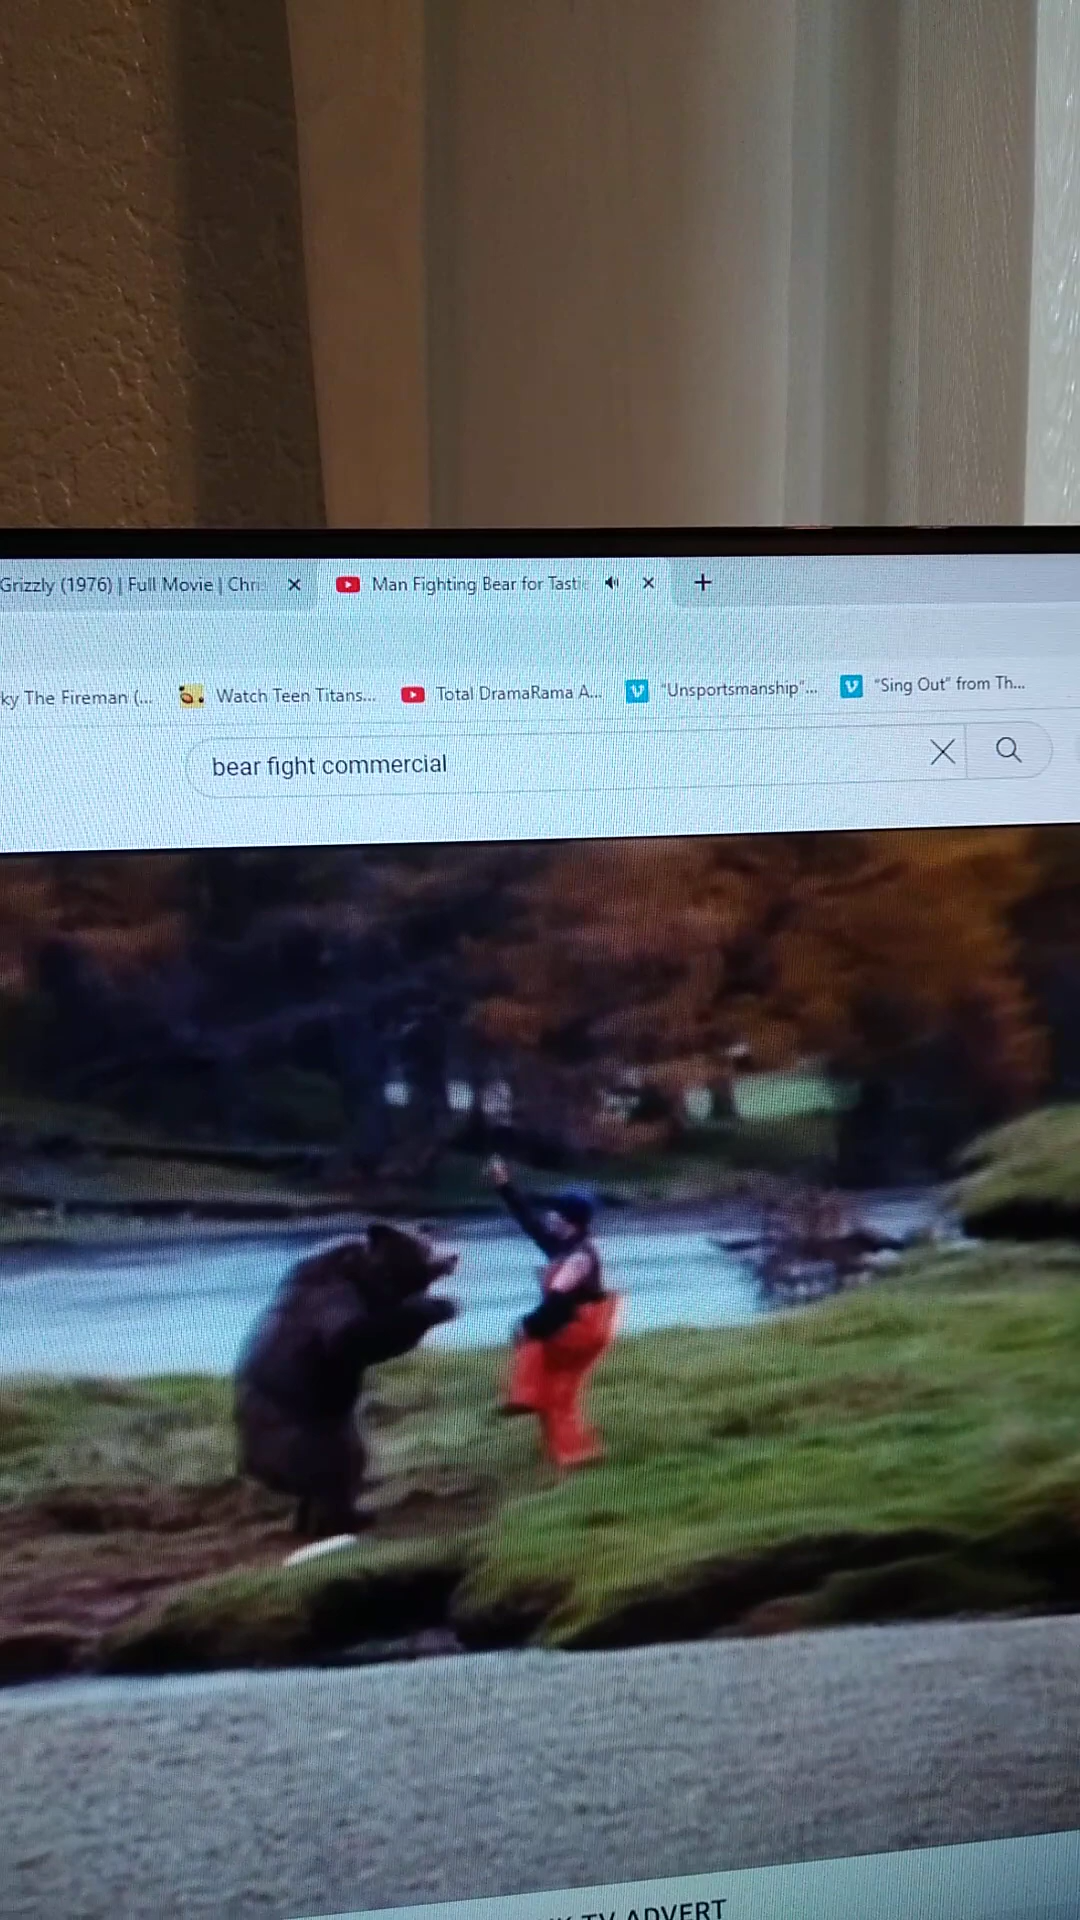 Grizzly (1976) | Full Movie | Chri
Man Fighting Bear for Tasti
ky The Fireman (...
Watch Teen Titans...
Total DramaRama A...
"Unsportsmanship"...
"Sing Out" from Th...
bear fight commercial
TV ADVERT